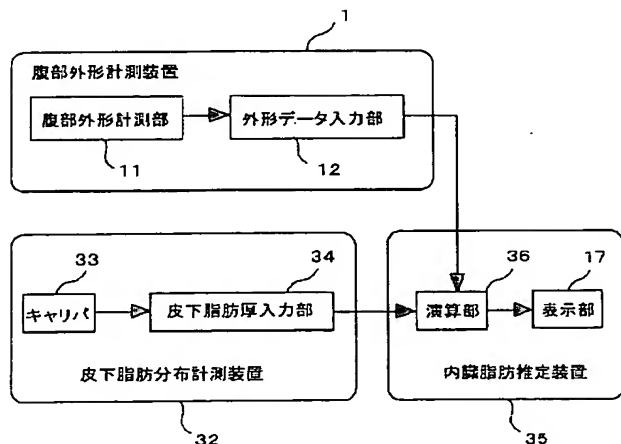 1
腹部外形計測装置
腹部外形計測部
外形データ入力部
11
12
33
34
36
17
キャリパ
皮下脂肪厚入力部
演算部
表示部
皮下脂肪分布計測装置
内臓脂肪推定装置
32
35